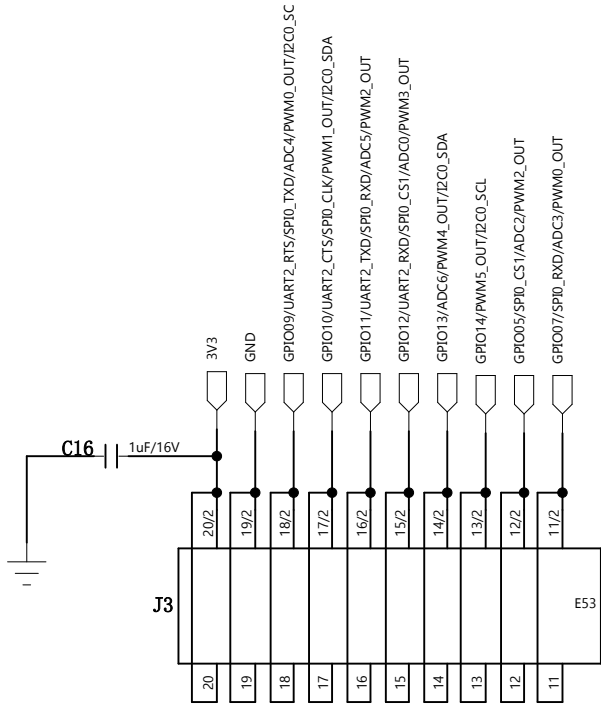 GPIO09/UART2_RTS/SPI0_TXD/ADC4/PWM0_OUT/I2C0_SC
GPIO10/UART2_CTS/SPI0_CLK/PWM1_OUT/I2C0_SDA
GPIO11/UART2_TXD/SPI0_RXD/ADC5/PWM2_OUT
GPIO12/UART2_RXD/SPI0_CS1/ADC0/PWM3_OUT
GPIO13/ADC6/PWM4_OUT/I2C0_SDA
GPIO14/PWM5_OUT/I2C0_SCL
GPIO05/SPI0_CS1/ADC2/PWM2_OUT
GPIO07/SPI0_RXD/ADC3/PWM0_OUT
3V3
GND
C16
1uF/16V
20/2
19/2
18/2
17/2
16/2
15/2
14/2
13/2
12/2
11/2
J3
E53
20
19
18
17
16
15
14
13
12
11